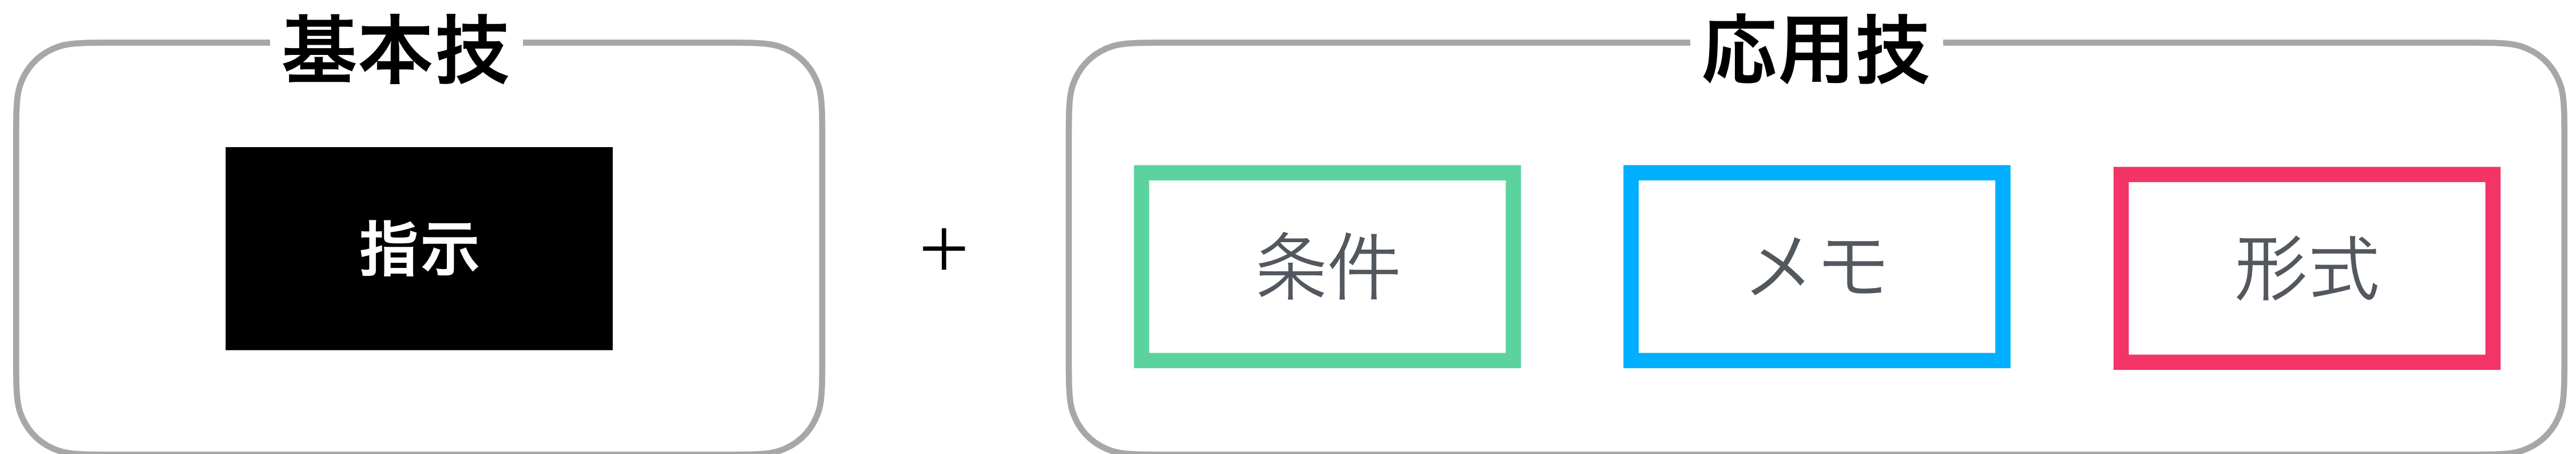 基本技
指示
+
応用技
条件
メモ
形式